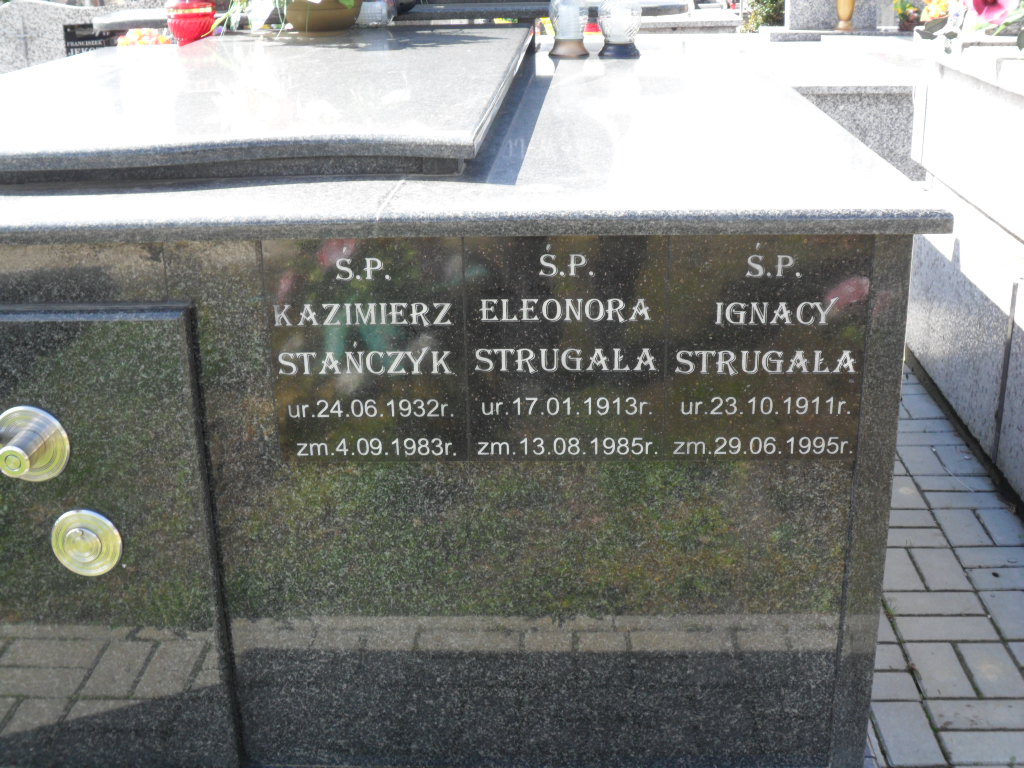 FRANCISZEK
Ś.P.
KAZIMIERZ
STAŃCZYK
ur.24.06.1932r.
zm.4.09.1983r.
Ś.P.
ELEONORA
STRUGAŁA
ur.17.01.1913r.
zm.13.08.1985r.
Ś.P.
IGNACY
STRUGAŁA
ur.23.10.1911r.
zm.29.06.1995r.